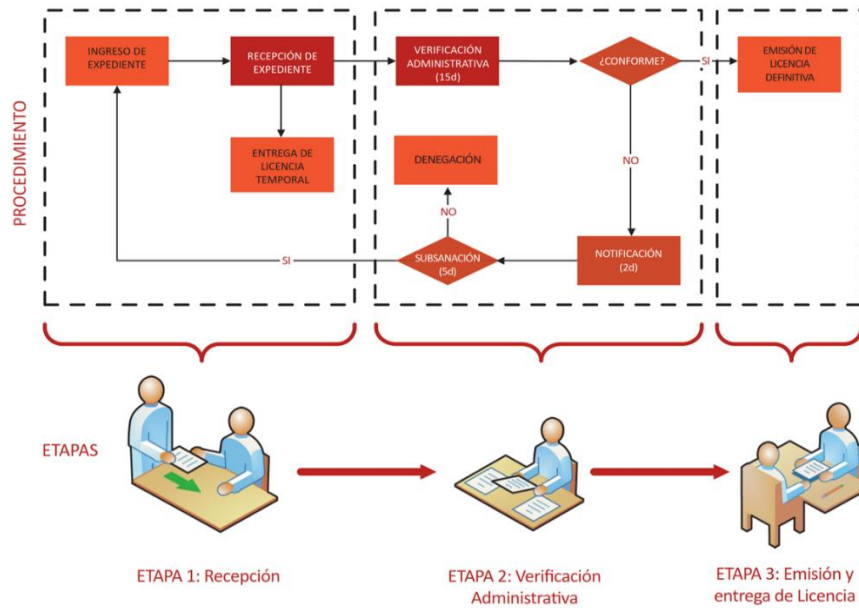 PROCEDIMIENTO
INGRESO DE
EXPEDIENTE
RECEPCIÓN DE
EXPEDIENTE
ENTREGA DE
LICENCIA
TEMPORAL
VERIFICACIÓN
ADMINISTRATIVA
(15d)
¿CONFORME?
SI
EMISIÓN DE
LICENCIA
DEFINITIVA
NO
DENEGACIÓN
NO
SUBSANACIÓN
(5d)
NOTIFICACIÓN
(2d)
SI
ETAPAS
ETAPA 1: Recepción
ETAPA 2: Verificación
Administrativa
ETAPA 3: Emisión y
entrega de Licencia